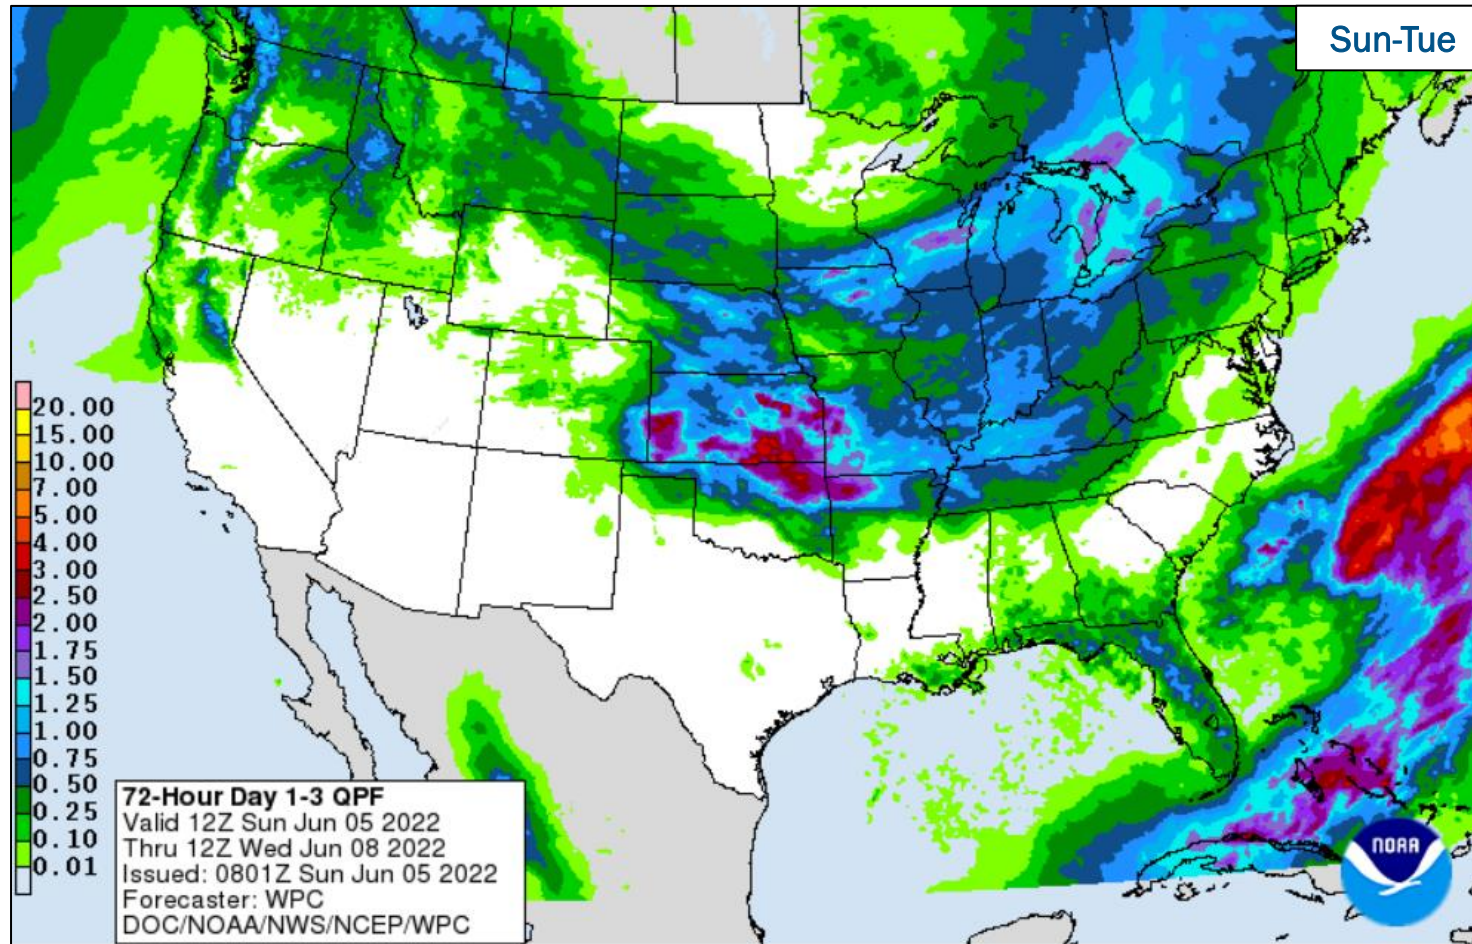 Sun-Tue
20.00
15.00
10.00
7.00
5.00
4.00
3.00
2.50
2.00
1.75
1.50
1.25
1.00
0.75
0.50
0.25
0.10
0.01
72-Hour Day 1-3 QPF
Valid 12Z Sun Jun 05 2022
Thru 12Z Wed Jun 08 2022
Issued: 0801Z Sun Jun 05 2022
Forecaster: WPC
DOC/NOAA/NWS/NCEP/WPC
NOAA